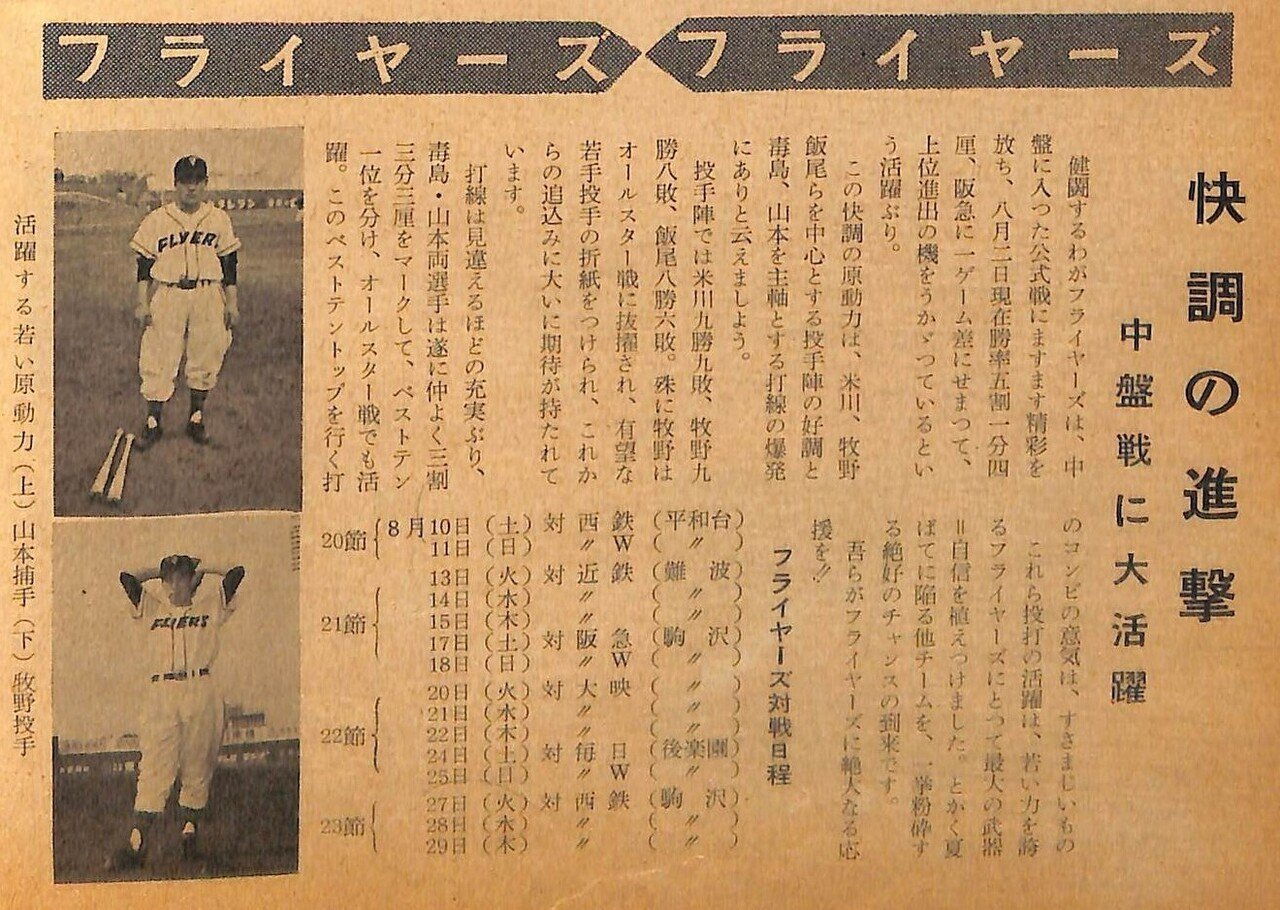 フライヤーズ フライヤーズ
快調の進撃
中盤戦に大活躍
健闘するわがフライヤーズは、中
盤に入った公式戦にますます精彩を
放ち、八月二日現在勝率五割一分四
厘、阪急に一ゲーム差にせまつて、
上位進出の機をうかゞつているとい
う活躍ぶり。
この快調の原動力は、米川、牧野
飯尾らを中心とする投手陣の好調と
毒島、山本を主軸とする打線の爆発
にありと云えましよう。
投手陣では米川九勝九敗、牧野九
勝八敗、飯尾八勝六敗。殊に牧野は
オールスター戦に抜擢され、有望な
若手投手の折紙をつけられ、これか
らの追込みに大いに期待が持たれて
います。
打線は見違えるほどの充実ぶり、
毒島・山本両選手は遂に仲よく三割
三分三厘をマークして、ベストテン
一位を分け、オールスター戦でも活
躍。このベストテントップを行く打
のコンビの意気は、すさまじいもの
これら投打の活躍は、若い力を誇
るフライヤーズにとつて最大の武器
＝自信を植えつけました。とかく夏
ばてに陥る他チームを、一挙粉砕す
る絶好のチャンスの到来です。
吾らがフライヤーズに絶大なる応
援を!!
フライヤーズ対戦日程
20節 8月10日(土) 対 西鉄 (平和台)
11日(日) 〃 W (〃)
21節 13日(火) 対 近鉄 (難波)
14日(水) 〃 (〃)
15日(木) 〃 (〃)
17日(土) 対 阪急 (駒沢)
18日(日) 〃 W (〃)
22節 20日(火) 対 大映 (〃)
21日(水) 〃 (〃)
22日(木) 〃 (〃)
24日(土) 対 毎日 (後楽園)
25日(日) 〃 W (〃)
23節 27日(火) 対 西鉄 (駒沢)
28日(水) 〃 (〃)
29日(木) 〃 (〃)
FLYERS
FLYERS
活躍する若い原動力(上)山本捕手(下)牧野投手